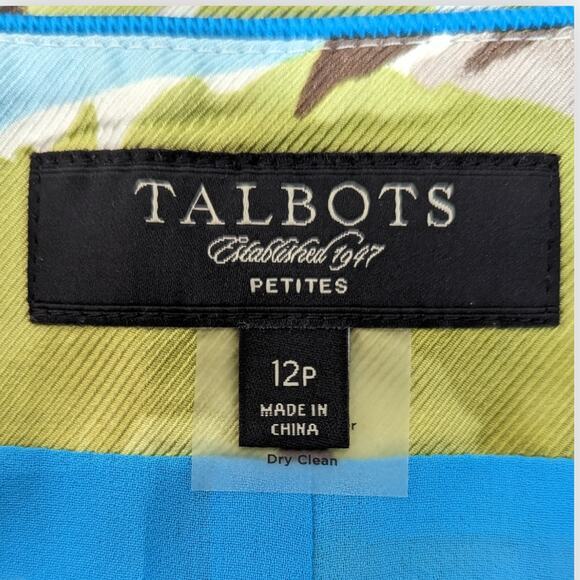 TALBOTS
Established 1947
PETITES
12P
MADE IN
CHINA
Dry Clean